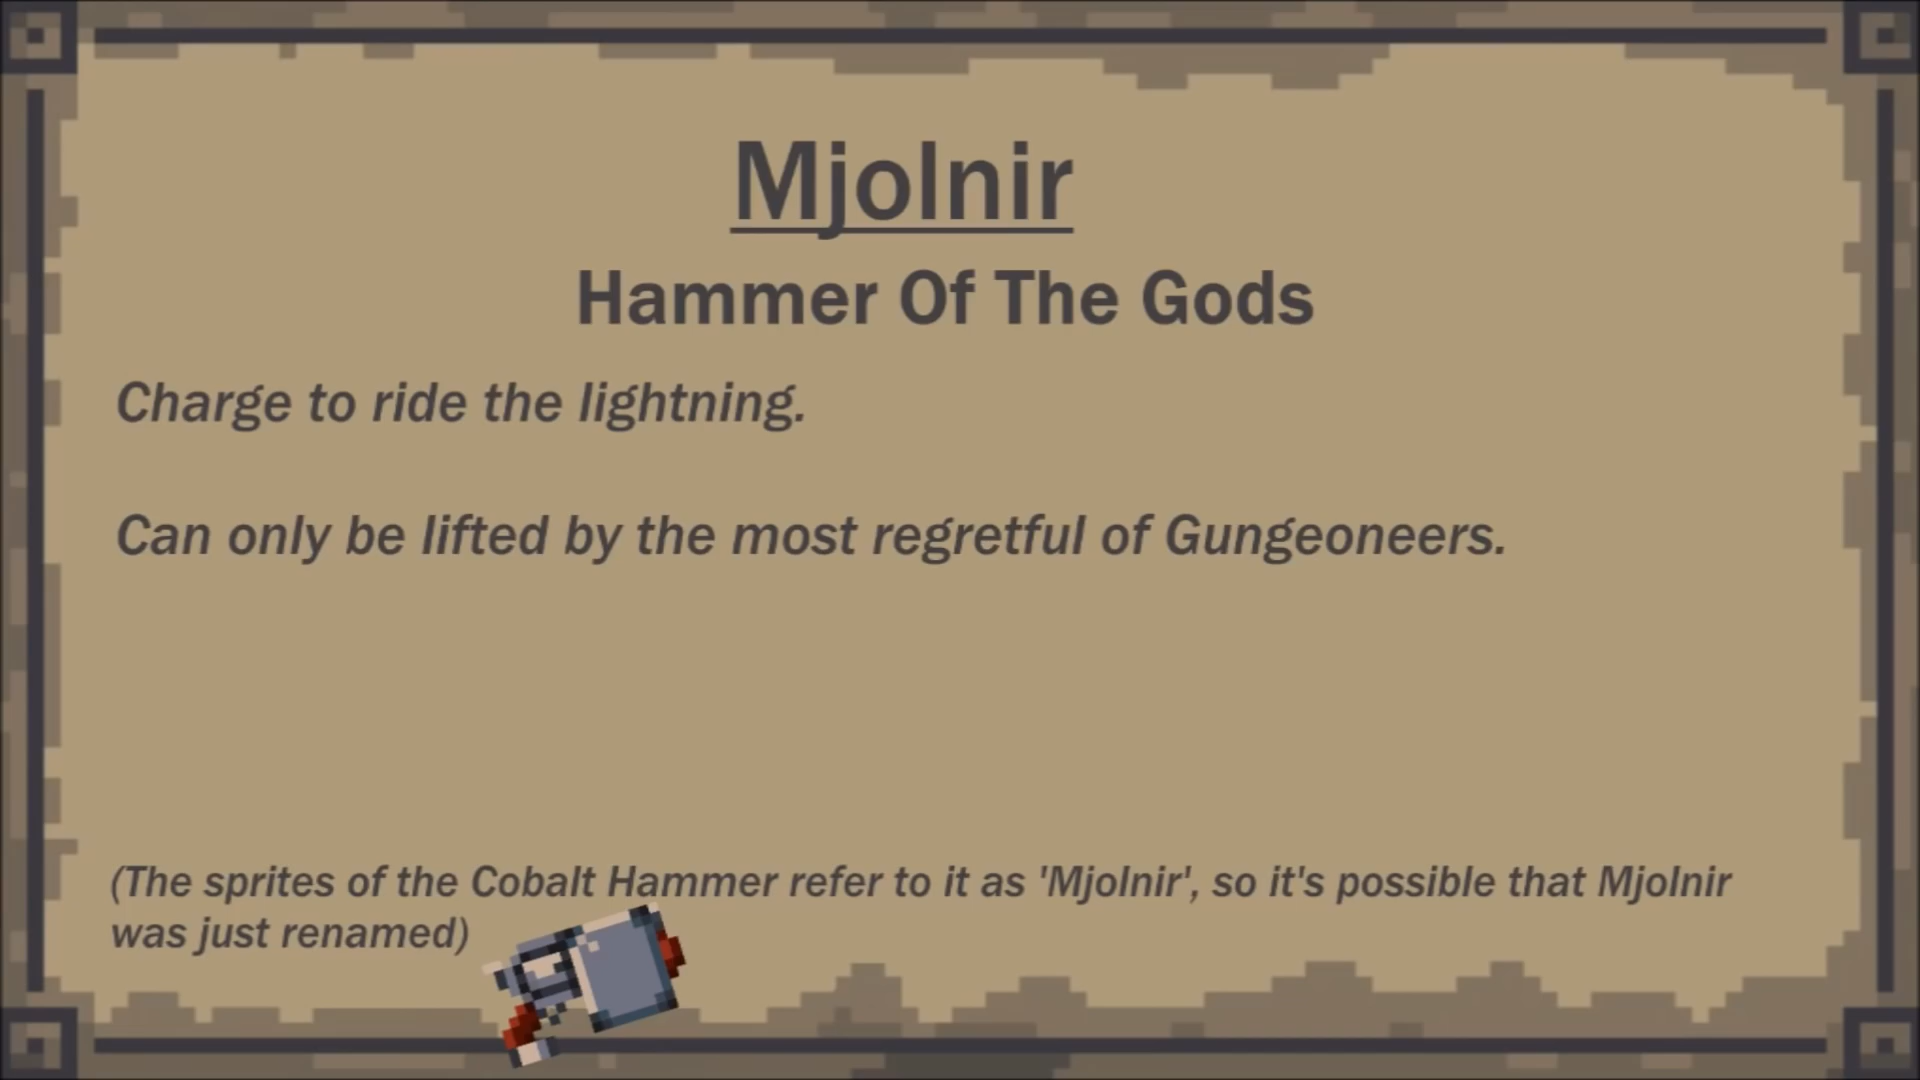 Mjolnir
Hammer Of The Gods
Charge to ride the lightning.
Can only be lifted by the most regretful of Gungeoneers.
(The sprites of the Cobalt Hammer refer to it as 'Mjolnir', so it's possible that Mjolnir
was just renamed)